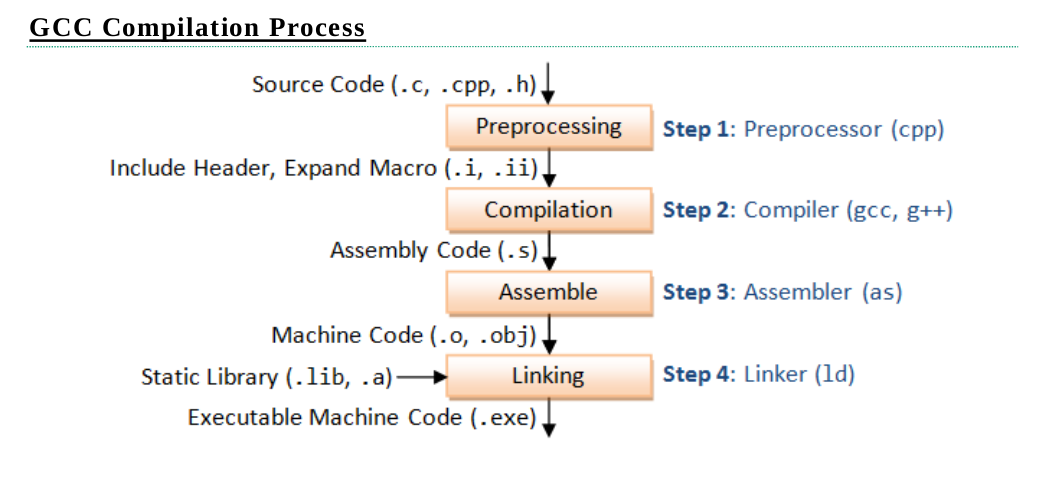 GCC Compilation Process
Source Code (.c, .cpp, .h)
Preprocessing
Step 1: Preprocessor (cpp)
Include Header, Expand Macro (.i, .ii)
Compilation
Step 2: Compiler (gcc, g++)
Assembly Code (.s)
Assemble
Step 3: Assembler (as)
Machine Code (.o, .obj)
Static Library (.lib, .a)
Linking
Step 4: Linker (ld)
Executable Machine Code (.exe)